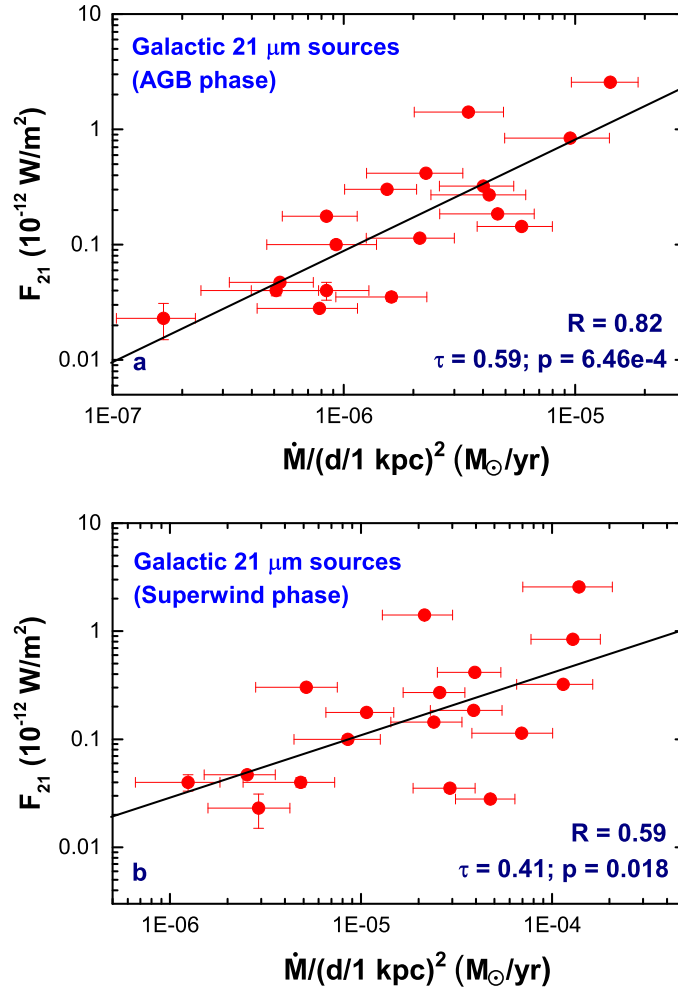 10
1
0.1
0.01
F21 (10-12 W/m2)
Galactic 21 μm sources
(AGB phase)
R = 0.82
τ = 0.59; p = 6.46e-4
a
1E-07 1E-06 1E-05
Ṁ/(d/1 kpc)2 (M⊙/yr)
10
1
0.1
0.01
F21 (10-12 W/m2)
Galactic 21 μm sources
(Superwind phase)
R = 0.59
τ = 0.41; p = 0.018
b
1E-06 1E-05 1E-04
Ṁ/(d/1 kpc)2 (M⊙/yr)